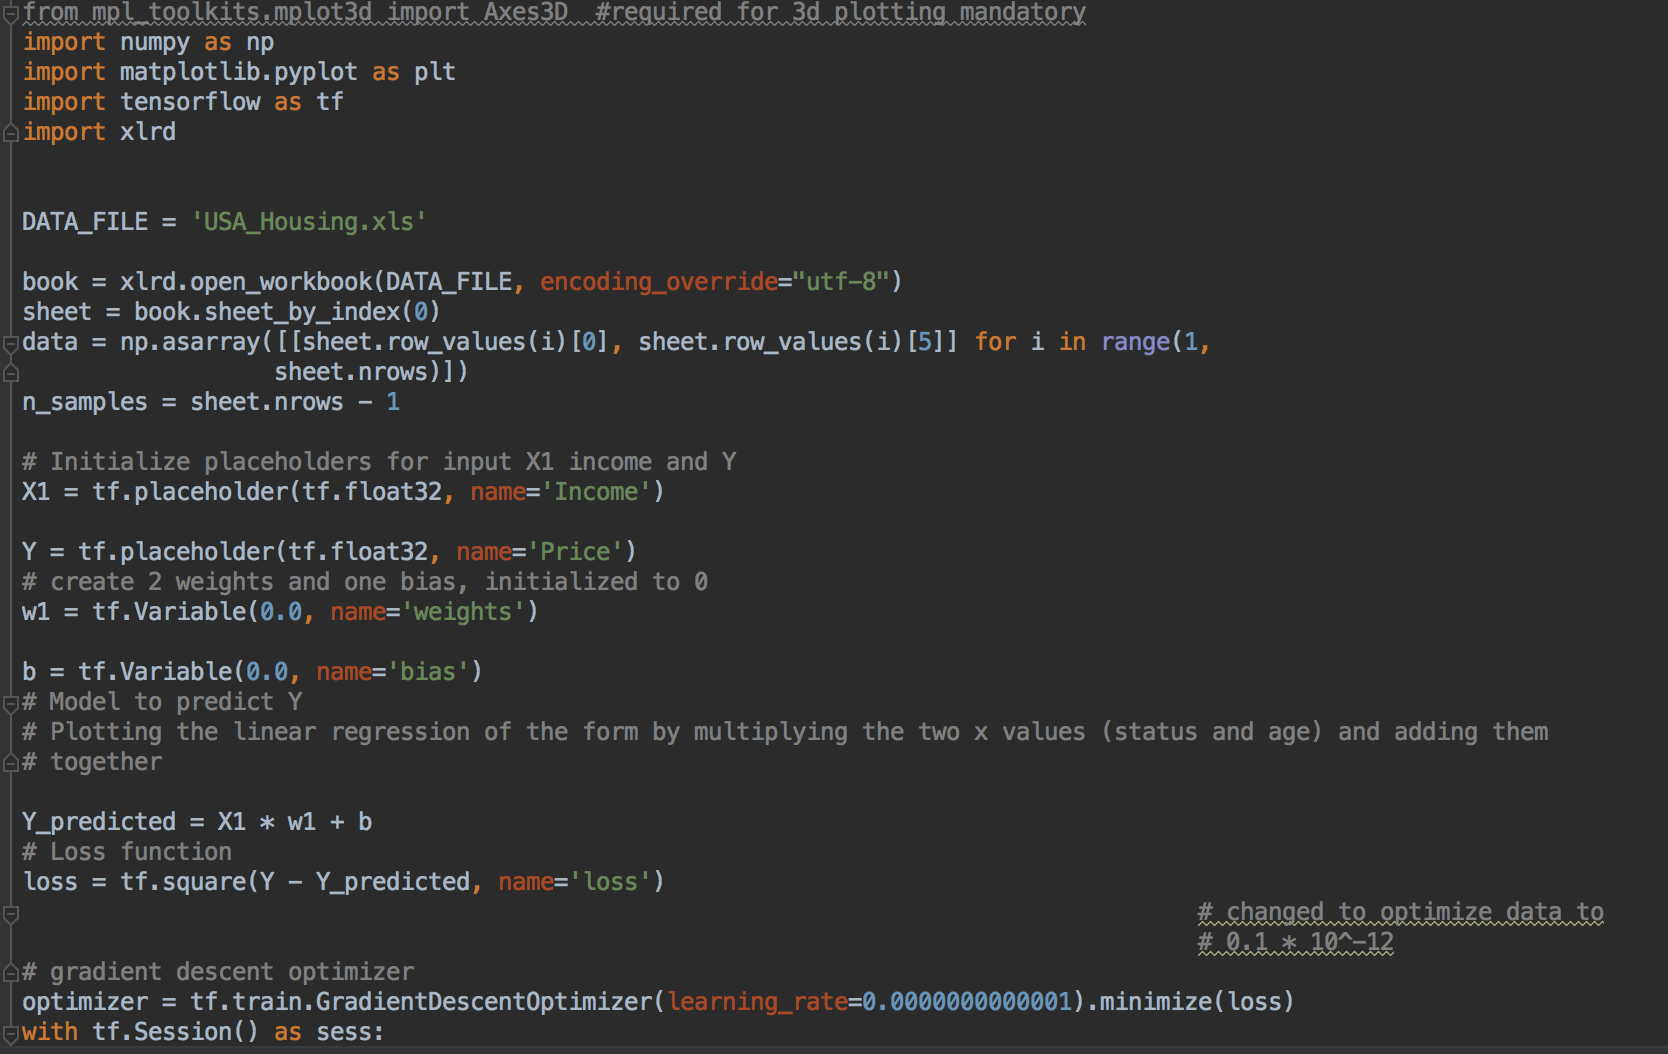 from mpl_toolkits.mplot3d import Axes3D  #required for 3d plotting mandatory
import numpy as np
import matplotlib.pyplot as plt
import tensorflow as tf
import xlrd
DATA_FILE = 'USA_Housing.xls'
book = xlrd.open_workbook(DATA_FILE, encoding_override="utf-8")
sheet = book.sheet_by_index(0)
data = np.asarray([[sheet.row_values(i)[0], sheet.row_values(i)[5]] for i in range(1,
                  sheet.nrows)])
n_samples = sheet.nrows - 1
# Initialize placeholders for input X1 income and Y
X1 = tf.placeholder(tf.float32, name='Income')
Y = tf.placeholder(tf.float32, name='Price')
# create 2 weights and one bias, initialized to 0
w1 = tf.Variable(0.0, name='weights')
b = tf.Variable(0.0, name='bias')
# Model to predict Y
# Plotting the linear regression of the form by multiplying the two x values (status and age) and adding them
# together
Y_predicted = X1 * w1 + b
# Loss function
loss = tf.square(Y - Y_predicted, name='loss')
# changed to optimize data to
# 0.1 * 10^-12
# gradient descent optimizer
optimizer = tf.train.GradientDescentOptimizer(learning_rate=0.0000000000001).minimize(loss)
with tf.Session() as sess: